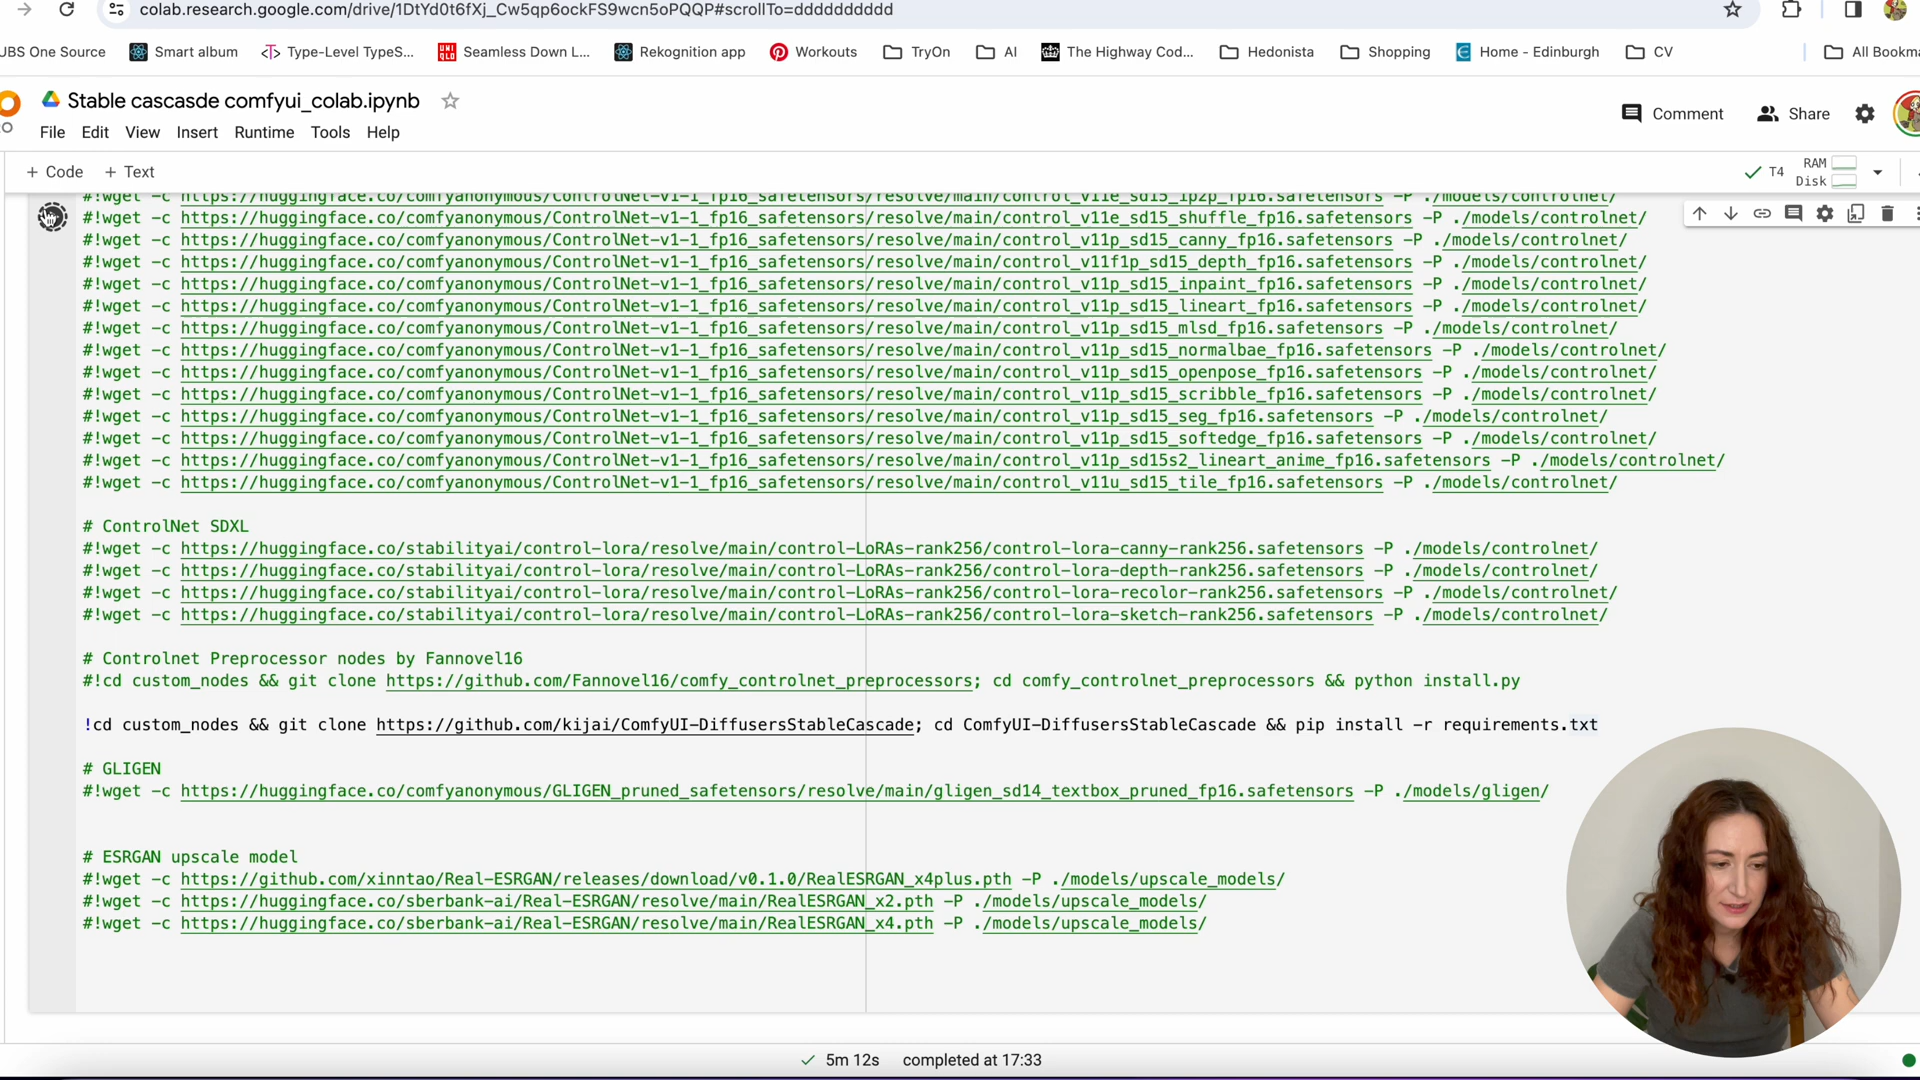 colab.research.google.com/drive/1DtYd0t6fXj_Cw5qp6ockFS9wcn5oPQQP#scrollTo=dddddddddd
UBS One Source Smart album Type-Level TypeS... Seamless Down L... Rekognition app Workouts TryOn AI The Highway Cod... Hedonista Shopping Home - Edinburgh CV All Bookma
Stable cascasde comfyui_colab.ipynb
File Edit View Insert Runtime Tools Help
Comment Share
+ Code + Text
T4 RAM Disk
#!wget -c https://huggingface.co/comfyanonymous/ControlNet-v1-1_fp16_safetensors/resolve/main/control_v11e_sd15_ip2p_fp16.safetensors -P ./models/controlnet/
#!wget -c https://huggingface.co/comfyanonymous/ControlNet-v1-1_fp16_safetensors/resolve/main/control_v11e_sd15_shuffle_fp16.safetensors -P ./models/controlnet/
#!wget -c https://huggingface.co/comfyanonymous/ControlNet-v1-1_fp16_safetensors/resolve/main/control_v11p_sd15_canny_fp16.safetensors -P ./models/controlnet/
#!wget -c https://huggingface.co/comfyanonymous/ControlNet-v1-1_fp16_safetensors/resolve/main/control_v11f1p_sd15_depth_fp16.safetensors -P ./models/controlnet/
#!wget -c https://huggingface.co/comfyanonymous/ControlNet-v1-1_fp16_safetensors/resolve/main/control_v11p_sd15_inpaint_fp16.safetensors -P ./models/controlnet/
#!wget -c https://huggingface.co/comfyanonymous/ControlNet-v1-1_fp16_safetensors/resolve/main/control_v11p_sd15_lineart_fp16.safetensors -P ./models/controlnet/
#!wget -c https://huggingface.co/comfyanonymous/ControlNet-v1-1_fp16_safetensors/resolve/main/control_v11p_sd15_mlsd_fp16.safetensors -P ./models/controlnet/
#!wget -c https://huggingface.co/comfyanonymous/ControlNet-v1-1_fp16_safetensors/resolve/main/control_v11p_sd15_normalbae_fp16.safetensors -P ./models/controlnet/
#!wget -c https://huggingface.co/comfyanonymous/ControlNet-v1-1_fp16_safetensors/resolve/main/control_v11p_sd15_openpose_fp16.safetensors -P ./models/controlnet/
#!wget -c https://huggingface.co/comfyanonymous/ControlNet-v1-1_fp16_safetensors/resolve/main/control_v11p_sd15_scribble_fp16.safetensors -P ./models/controlnet/
#!wget -c https://huggingface.co/comfyanonymous/ControlNet-v1-1_fp16_safetensors/resolve/main/control_v11p_sd15_seg_fp16.safetensors -P ./models/controlnet/
#!wget -c https://huggingface.co/comfyanonymous/ControlNet-v1-1_fp16_safetensors/resolve/main/control_v11p_sd15_softedge_fp16.safetensors -P ./models/controlnet/
#!wget -c https://huggingface.co/comfyanonymous/ControlNet-v1-1_fp16_safetensors/resolve/main/control_v11p_sd15s2_lineart_anime_fp16.safetensors -P ./models/controlnet/
#!wget -c https://huggingface.co/comfyanonymous/ControlNet-v1-1_fp16_safetensors/resolve/main/control_v11u_sd15_tile_fp16.safetensors -P ./models/controlnet/
# ControlNet SDXL
#!wget -c https://huggingface.co/stabilityai/control-lora/resolve/main/control-LoRAs-rank256/control-lora-canny-rank256.safetensors -P ./models/controlnet/
#!wget -c https://huggingface.co/stabilityai/control-lora/resolve/main/control-LoRAs-rank256/control-lora-depth-rank256.safetensors -P ./models/controlnet/
#!wget -c https://huggingface.co/stabilityai/control-lora/resolve/main/control-LoRAs-rank256/control-lora-recolor-rank256.safetensors -P ./models/controlnet/
#!wget -c https://huggingface.co/stabilityai/control-lora/resolve/main/control-LoRAs-rank256/control-lora-sketch-rank256.safetensors -P ./models/controlnet/
# Controlnet Preprocessor nodes by Fannovel16
#!cd custom_nodes && git clone https://github.com/Fannovel16/comfy_controlnet_preprocessors; cd comfy_controlnet_preprocessors && python install.py
!cd custom_nodes && git clone https://github.com/kijai/ComfyUI-DiffusersStableCascade; cd ComfyUI-DiffusersStableCascade && pip install -r requirements.txt
# GLIGEN
#!wget -c https://huggingface.co/comfyanonymous/GLIGEN_pruned_safetensors/resolve/main/gligen_sd14_textbox_pruned_fp16.safetensors -P ./models/gligen/
# ESRGAN upscale model
#!wget -c https://github.com/xinntao/Real-ESRGAN/releases/download/v0.1.0/RealESRGAN_x4plus.pth -P ./models/upscale_models/
#!wget -c https://huggingface.co/sberbank-ai/Real-ESRGAN/resolve/main/RealESRGAN_x2.pth -P ./models/upscale_models/
#!wget -c https://huggingface.co/sberbank-ai/Real-ESRGAN/resolve/main/RealESRGAN_x4.pth -P ./models/upscale_models/
5m 12s completed at 17:33